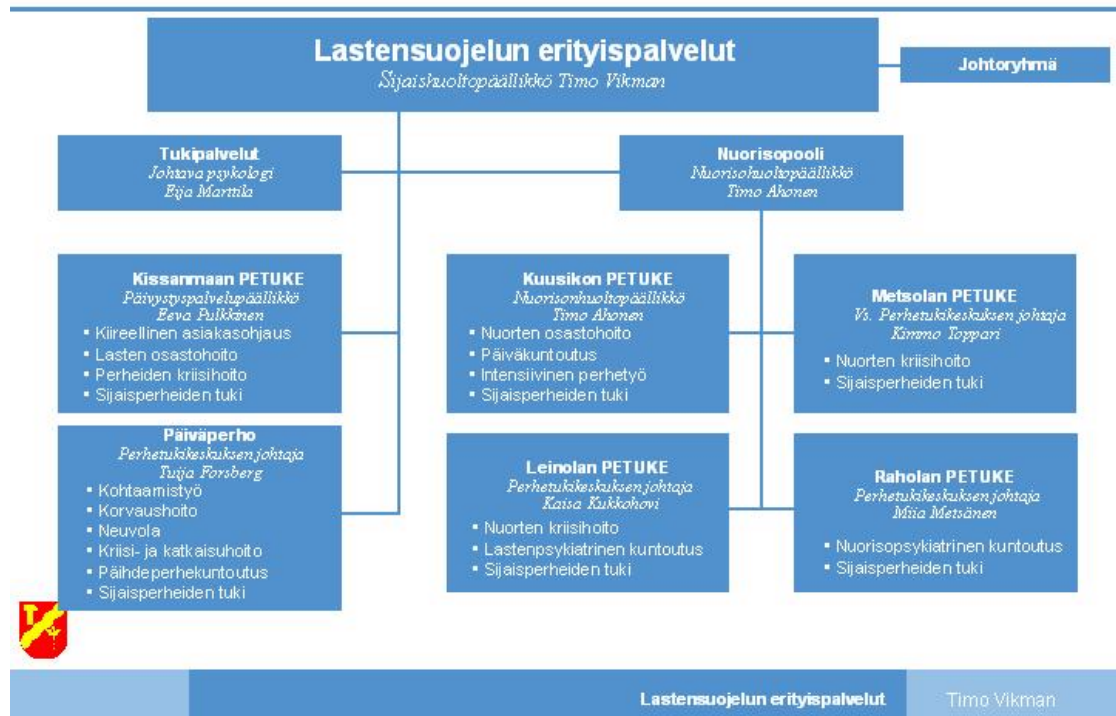 Lastensuojelun erityispalvelut
Sijaishuoltopäällikkö Timo Vikman
Johtoryhmä
Tukipalvelut
Johtava psykologi
Eija Marttila
Nuorisopooli
Nuorisohuoltopäällikkö
Timo Ahonen
Kissanmaan PETUKE
Päivystyspalvelupäällikkö
Eeva Pulkkinen
▪ Kiireellinen asiakasohjaus
▪ Lasten osastohoito
▪ Perheiden kriisihoito
▪ Sijaisperheiden tuki
Kuusikon PETUKE
Nuorisonhuoltopäällikkö
Timo Ahonen
▪ Nuorten osastohoito
▪ Päiväkuntoutus
▪ Intensiivinen perhetyö
▪ Sijaisperheiden tuki
Metsolan PETUKE
Vs. Perhetukikeskuksen johtaja
Kimmo Toppari
▪ Nuorten kriisihoito
▪ Sijaisperheiden tuki
Päiväperho
Perhetukikeskuksen johtaja
Tuija Forsberg
▪ Kohtaamistyö
▪ Korvaushoito
▪ Neuvola
▪ Kriisi- ja katkaisuhoito
▪ Päihdeperhekuntoutus
▪ Sijaisperheiden tuki
Leinolan PETUKE
Perhetukikeskuksen johtaja
Kaisa Kukkohovi
▪ Nuorten kriisihoito
▪ Lastenpsykiatrinen kuntoutus
▪ Sijaisperheiden tuki
Raholan PETUKE
Perhetukikeskuksen johtaja
Miia Metsänen
▪ Nuorisopsykiatrinen kuntoutus
▪ Sijaisperheiden tuki
Lastensuojelun erityispalvelut
Timo Vikman